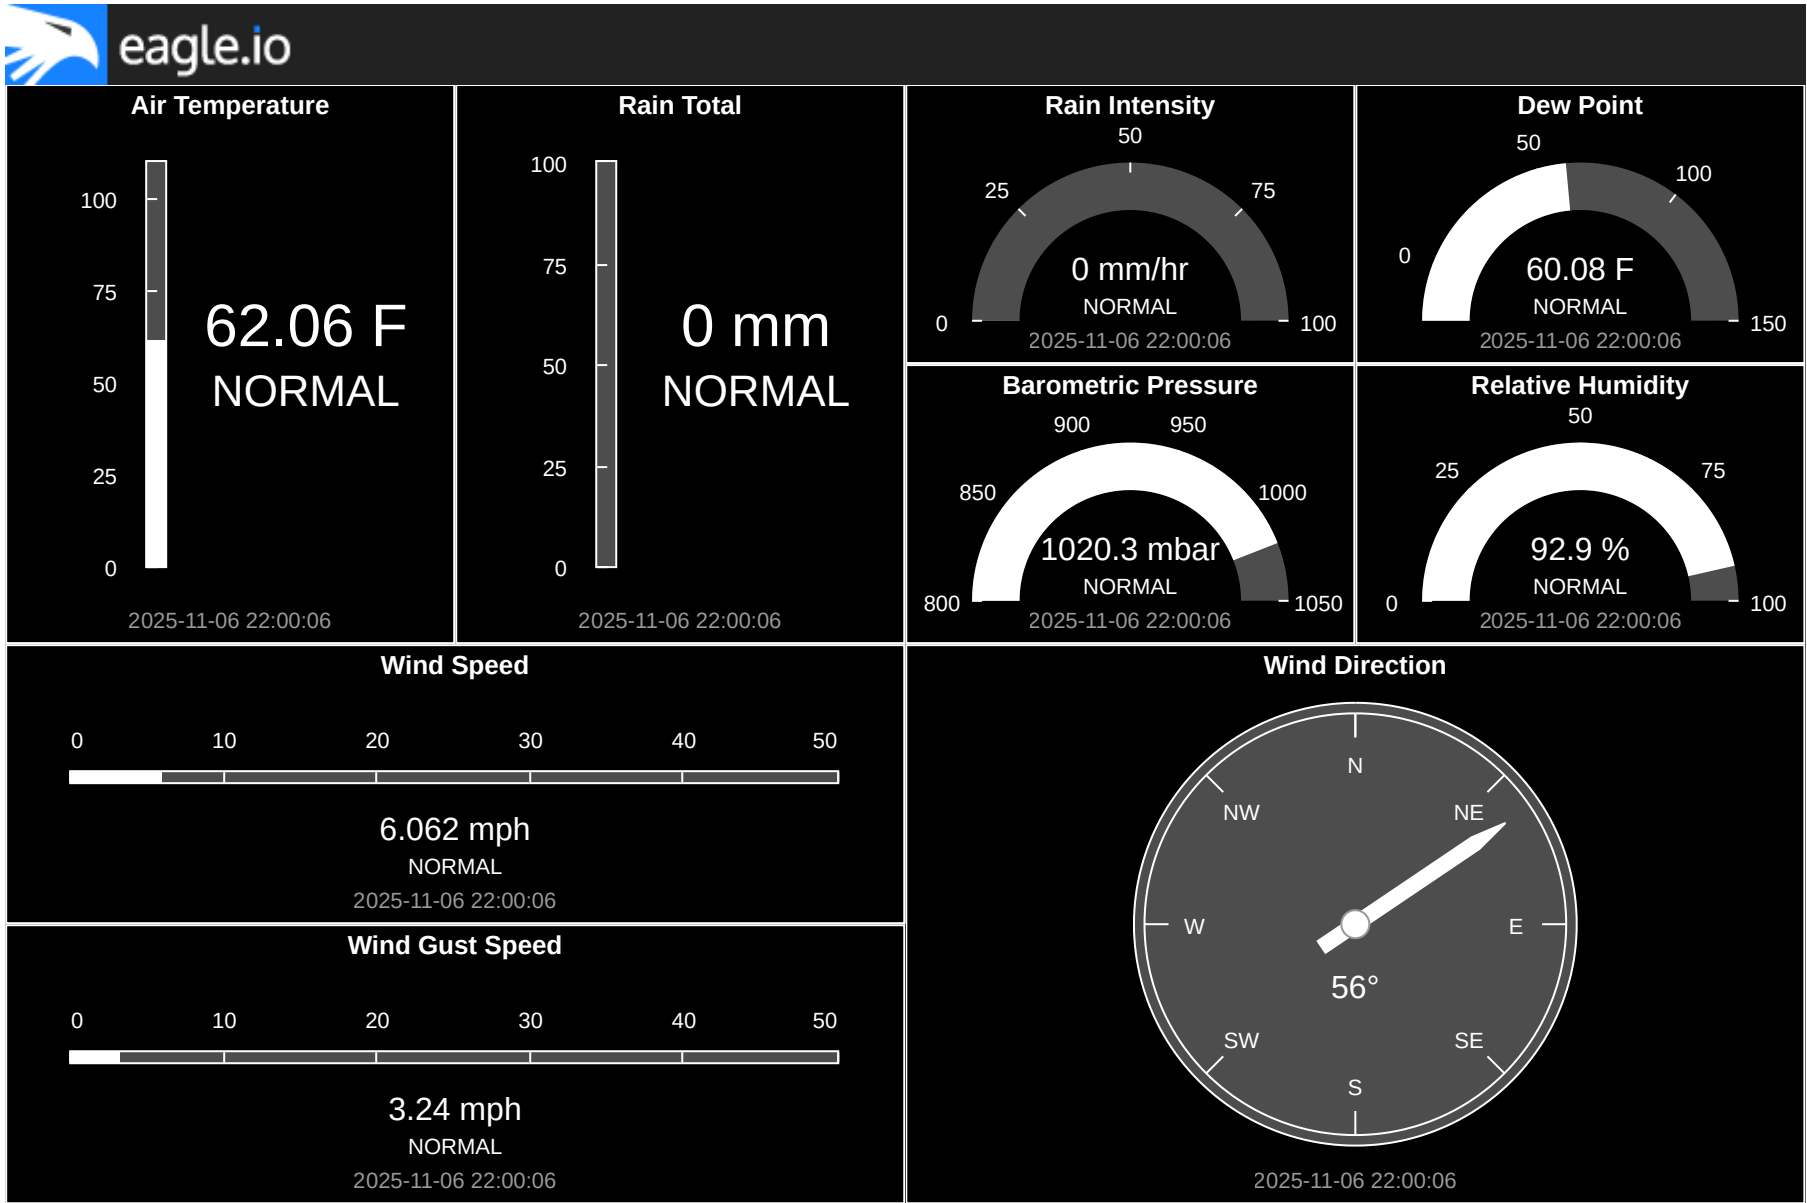 eagle.io
Air Temperature
100
75
50
25
0
62.06 F
NORMAL
2025-11-06 22:00:06
Rain Total
100
75
50
25
0
0 mm
NORMAL
2025-11-06 22:00:06
Rain Intensity
0
25
50
75
100
0 mm/hr
NORMAL
2025-11-06 22:00:06
Dew Point
0
50
100
150
60.08 F
NORMAL
2025-11-06 22:00:06
Barometric Pressure
800
850
900
950
1000
1050
1020.3 mbar
NORMAL
2025-11-06 22:00:06
Relative Humidity
0
25
50
75
100
92.9 %
NORMAL
2025-11-06 22:00:06
Wind Speed
0 10 20 30 40 50
6.062 mph
NORMAL
2025-11-06 22:00:06
Wind Gust Speed
0 10 20 30 40 50
3.24 mph
NORMAL
2025-11-06 22:00:06
Wind Direction
N
NW NE
W E
56°
SW SE
S
2025-11-06 22:00:06